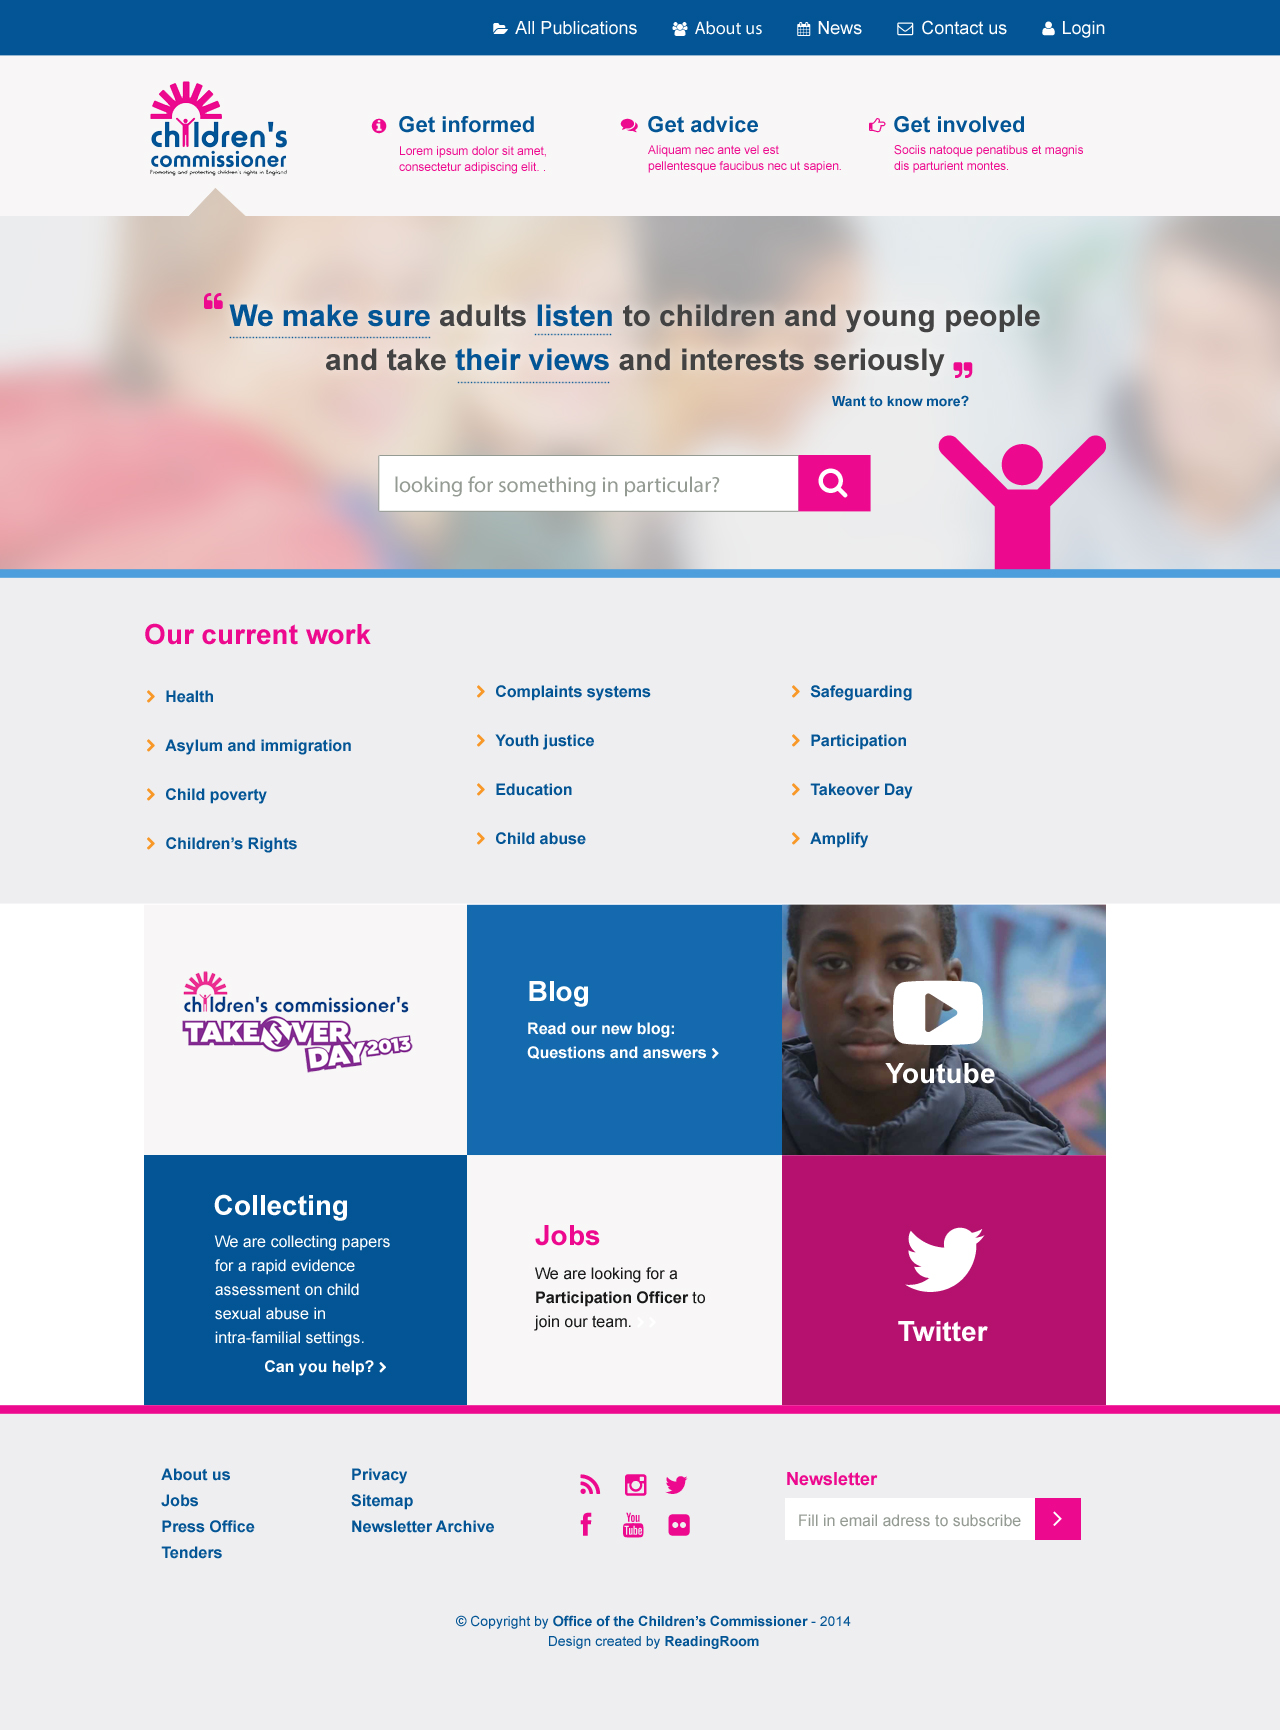 All Publications
About us
News
Contact us
Login
children's
commissioner
Promoting and protecting children's rights in England
Get informed
Lorem ipsum dolor sit amet,
consectetur adipiscing elit. .
Get advice
Aliquam nec ante vel est
pellentesque faucibus nec ut sapien.
Get involved
Sociis natoque penatibus et magnis
dis parturient montes.
“ We make sure adults listen to children and young people
and take their views and interests seriously ”
Want to know more?
looking for something in particular?
Our current work
Health
Asylum and immigration
Child poverty
Children’s Rights
Complaints systems
Youth justice
Education
Child abuse
Safeguarding
Participation
Takeover Day
Amplify
children's commissioner's
TAKEOVER
DAY 2013
Blog
Read our new blog:
Questions and answers
Youtube
Collecting
We are collecting papers
for a rapid evidence
assessment on child
sexual abuse in
intra-familial settings.
Can you help?
Jobs
We are looking for a
Participation Officer to
join our team.
Twitter
About us
Jobs
Press Office
Tenders
Privacy
Sitemap
Newsletter Archive
You
Tube
Newsletter
Fill in email adress to subscribe
© Copyright by Office of the Children’s Commissioner - 2014
Design created by ReadingRoom